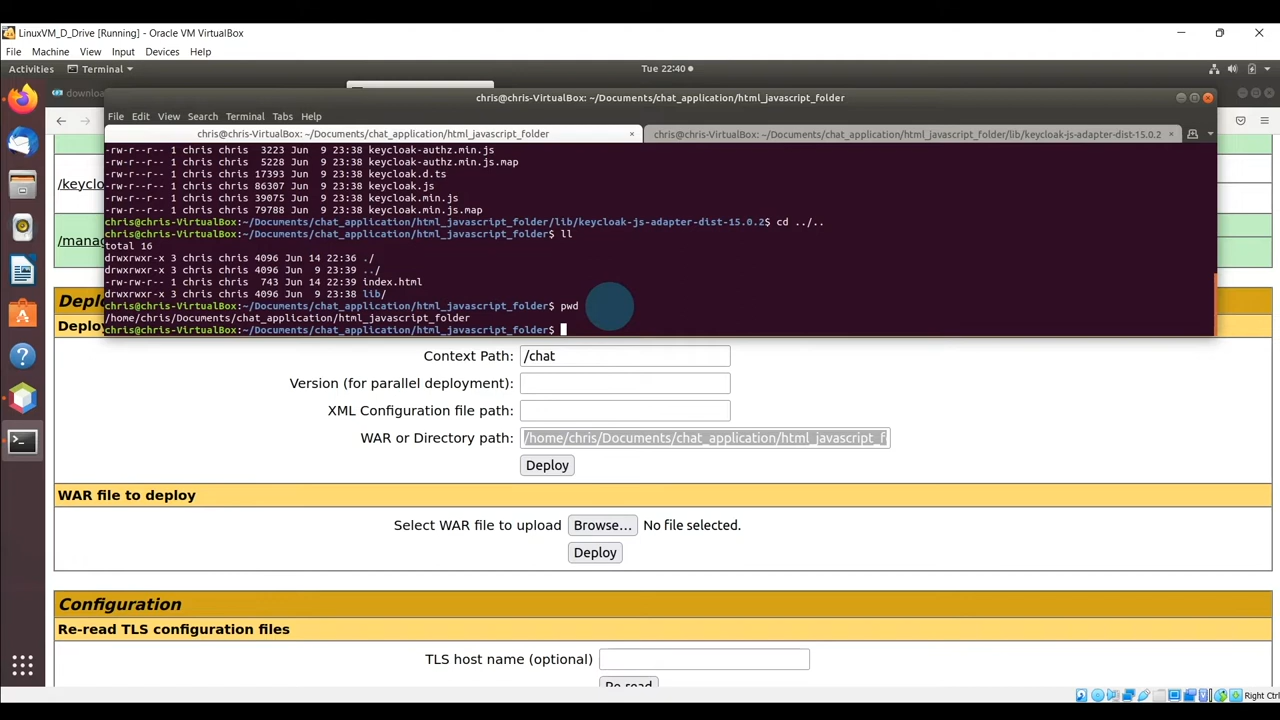 LinuxVM_D_Drive [Running] - Oracle VM VirtualBox
File Machine View Input Devices Help
Activities Terminal Tue 22:40
chris@chris-VirtualBox: ~/Documents/chat_application/html_javascript_folder
File Edit View Search Terminal Tabs Help
chris@chris-VirtualBox: ~/Documents/chat_application/html_javascript_folder × chris@chris-VirtualBox: ~/Documents/chat_application/html_javascript_folder/lib/keycloak-js-adapter-dist-15.0.2 ×
-rw-r--r-- 1 chris chris  3223 Jun  9 23:38 keycloak-authz.min.js
-rw-r--r-- 1 chris chris  5228 Jun  9 23:38 keycloak-authz.min.js.map
-rw-r--r-- 1 chris chris 17393 Jun  9 23:38 keycloak.d.ts
-rw-r--r-- 1 chris chris 86307 Jun  9 23:38 keycloak.js
-rw-r--r-- 1 chris chris 39075 Jun  9 23:38 keycloak.min.js
-rw-r--r-- 1 chris chris 79788 Jun  9 23:38 keycloak.min.js.map
chris@chris-VirtualBox:~/Documents/chat_application/html_javascript_folder/lib/keycloak-js-adapter-dist-15.0.2$ cd ../..
chris@chris-VirtualBox:~/Documents/chat_application/html_javascript_folder$ ll
total 16
drwxrwxr-x 3 chris chris 4096 Jun 14 22:36 ./
drwxrwxr-x 3 chris chris 4096 Jun  9 23:39 ../
-rw-rw-r-- 1 chris chris  743 Jun 14 22:39 index.html
drwxrwxr-x 3 chris chris 4096 Jun  9 23:38 lib/
chris@chris-VirtualBox:~/Documents/chat_application/html_javascript_folder$ pwd
/home/chris/Documents/chat_application/html_javascript_folder
chris@chris-VirtualBox:~/Documents/chat_application/html_javascript_folder$
downloa
/keyclo
/mana
Deplo
Deplo
Context Path: /chat
Version (for parallel deployment):
XML Configuration file path:
WAR or Directory path: /home/chris/Documents/chat_application/html_javascript_f
Deploy
WAR file to deploy
Select WAR file to upload Browse... No file selected.
Deploy
Configuration
Re-read TLS configuration files
TLS host name (optional)
Re-read
Right Ctrl